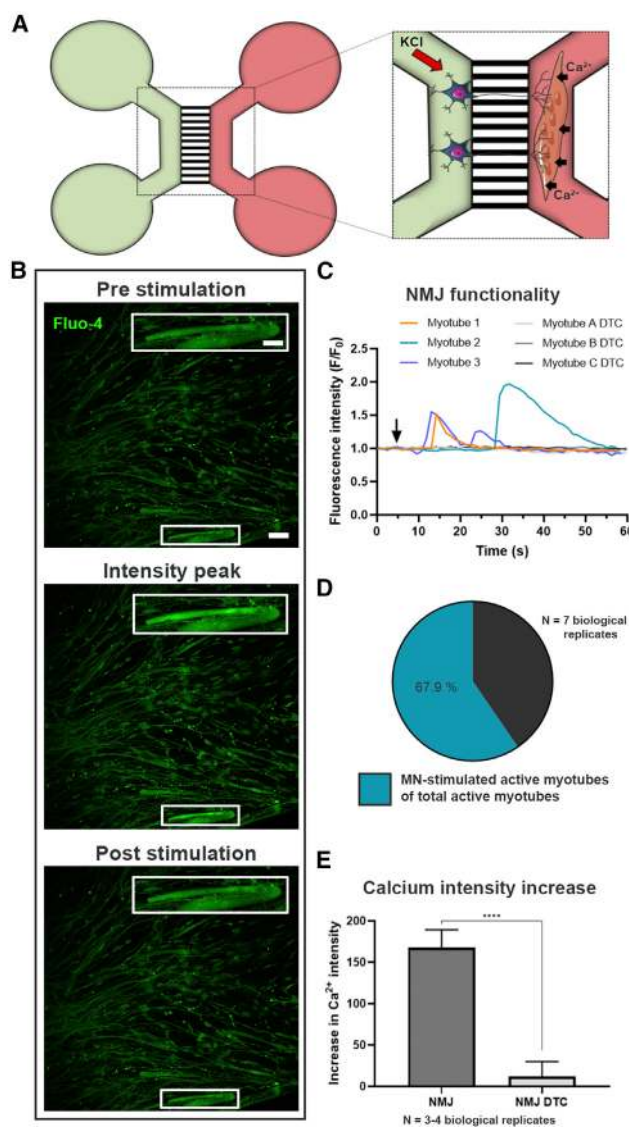 A
KCl
Ca²⁺
Ca²⁺
B
Pre stimulation
Fluo-4
Intensity peak
Post stimulation
C
NMJ functionality
Myotube 1
Myotube 2
Myotube 3
Myotube A DTC
Myotube B DTC
Myotube C DTC
Fluorescence intensity (F/F₀)
2.5
2.0
1.5
1.0
0.5
0.0
0 20 40 60
Time (s)
D
N = 7 biological
replicates
67.9 %
MN-stimulated active myotubes
of total active myotubes
E
Calcium intensity increase
Increase in Ca²⁺ intensity
200
150
100
50
0
****
NMJ NMJ DTC
N = 3-4 biological replicates